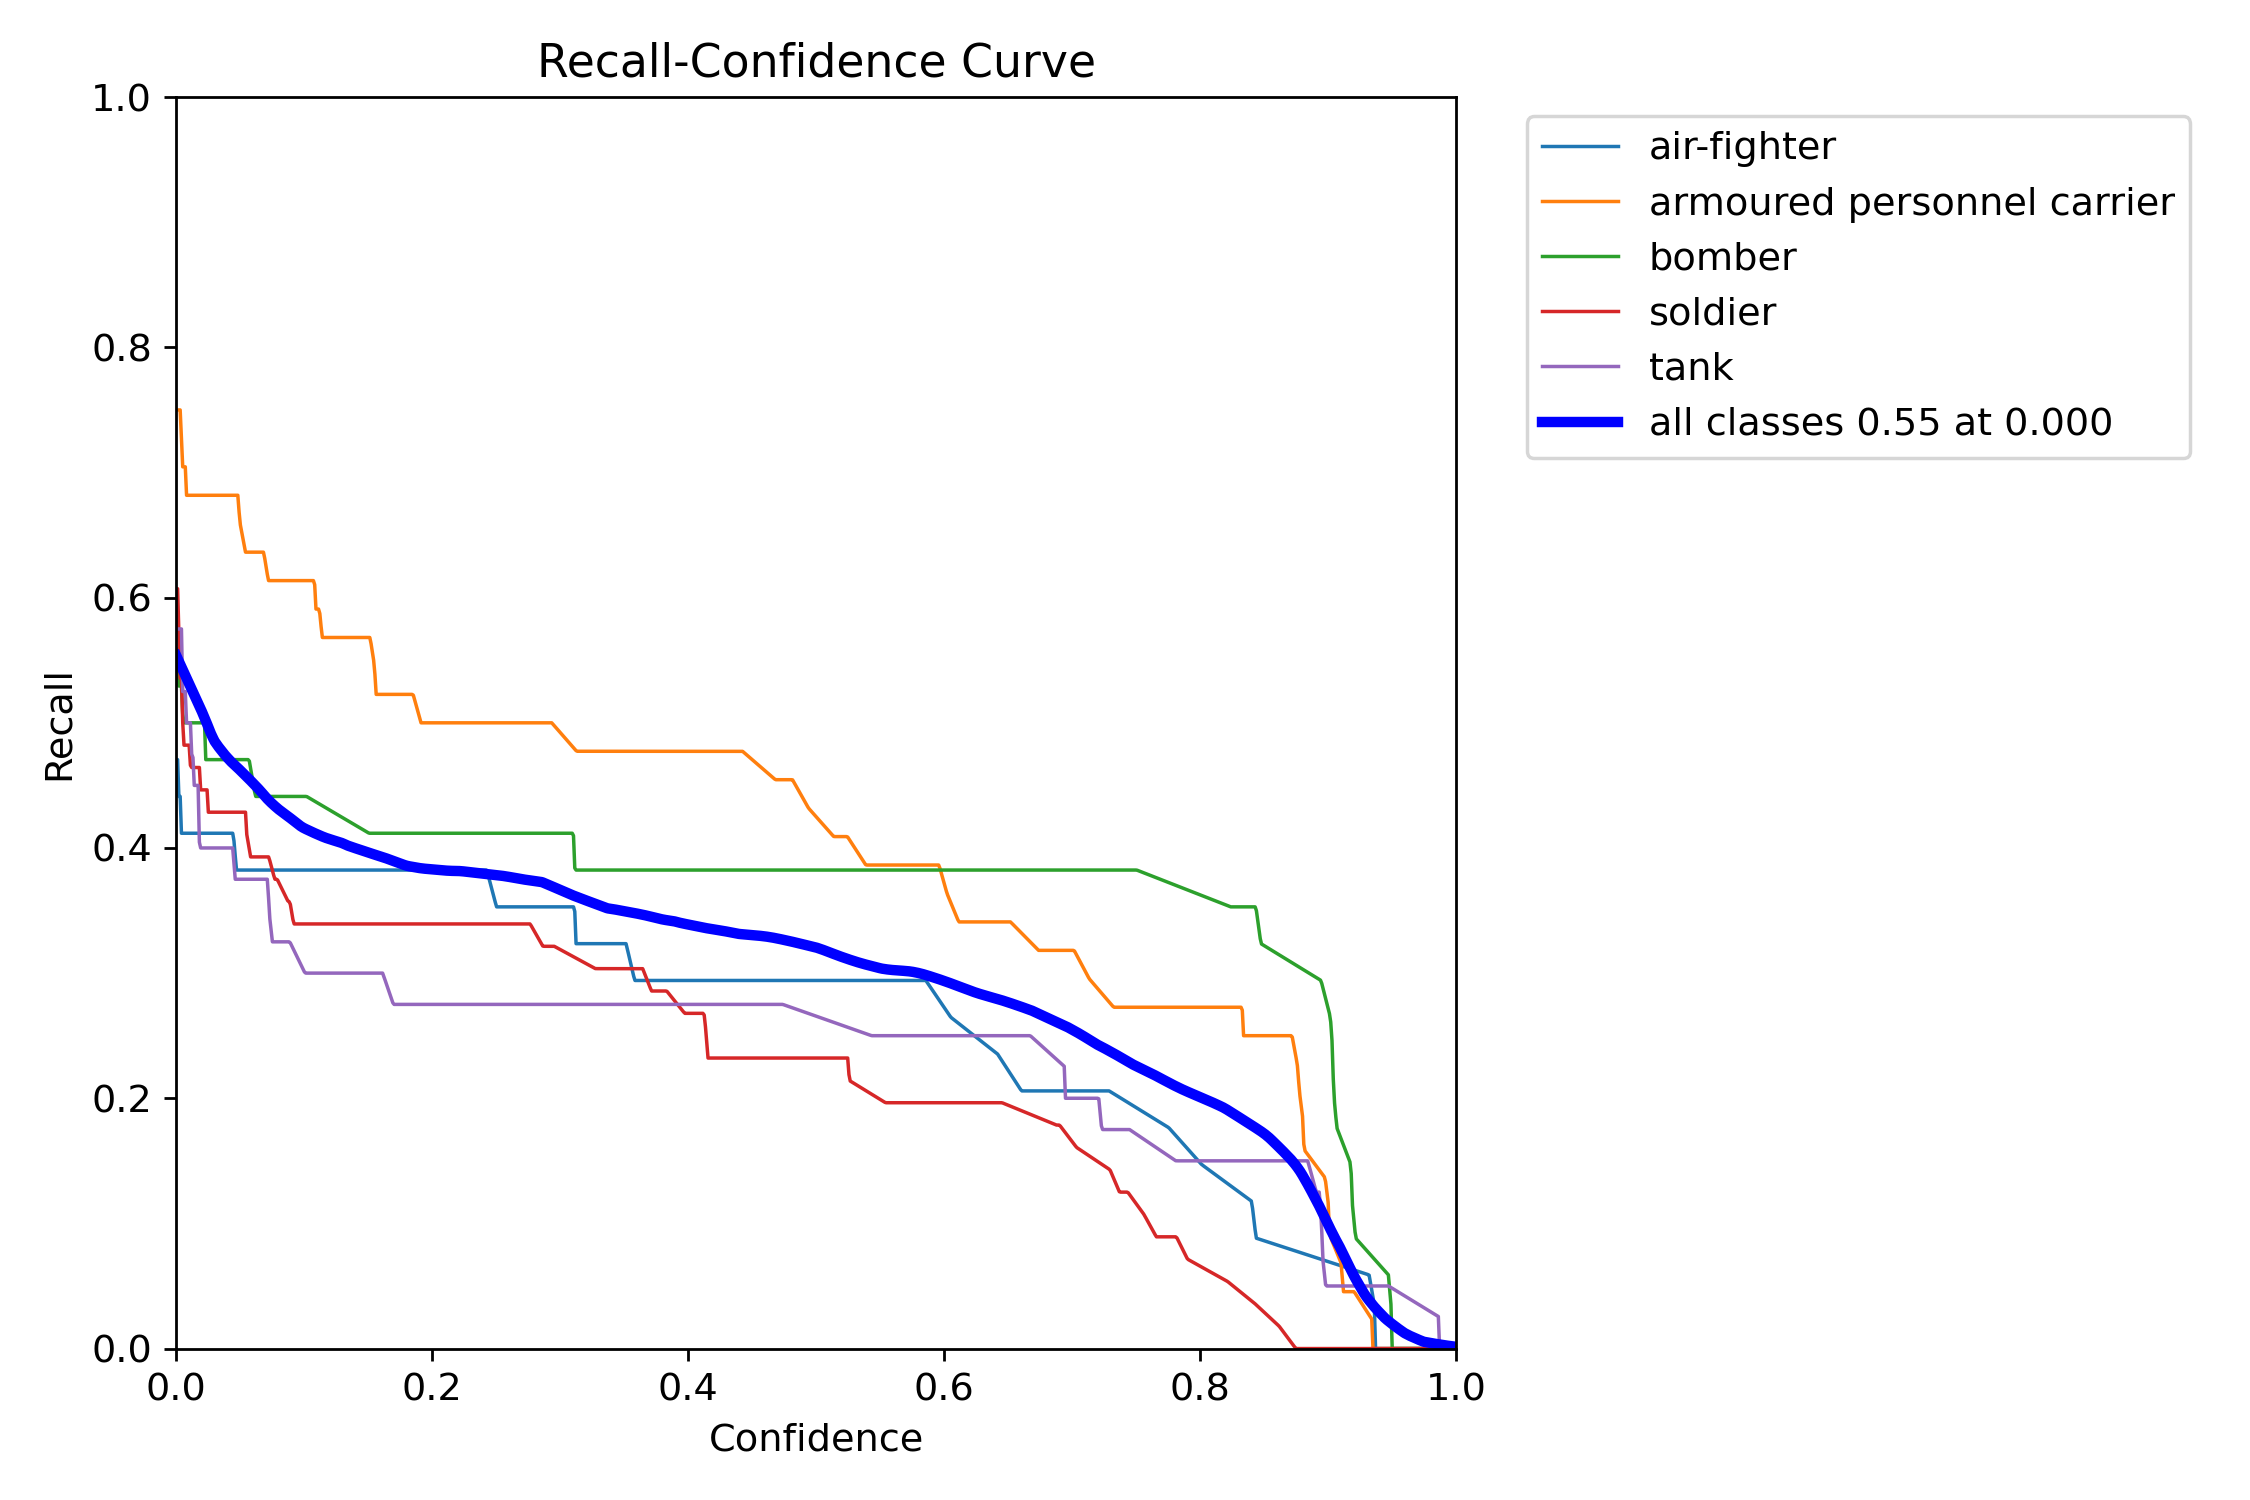 Recall-Confidence Curve
1.0
0.8
0.6
0.4
0.2
0.0
Recall
0.0 0.2 0.4 0.6 0.8 1.0
Confidence
air-fighter
armoured personnel carrier
bomber
soldier
tank
all classes 0.55 at 0.000